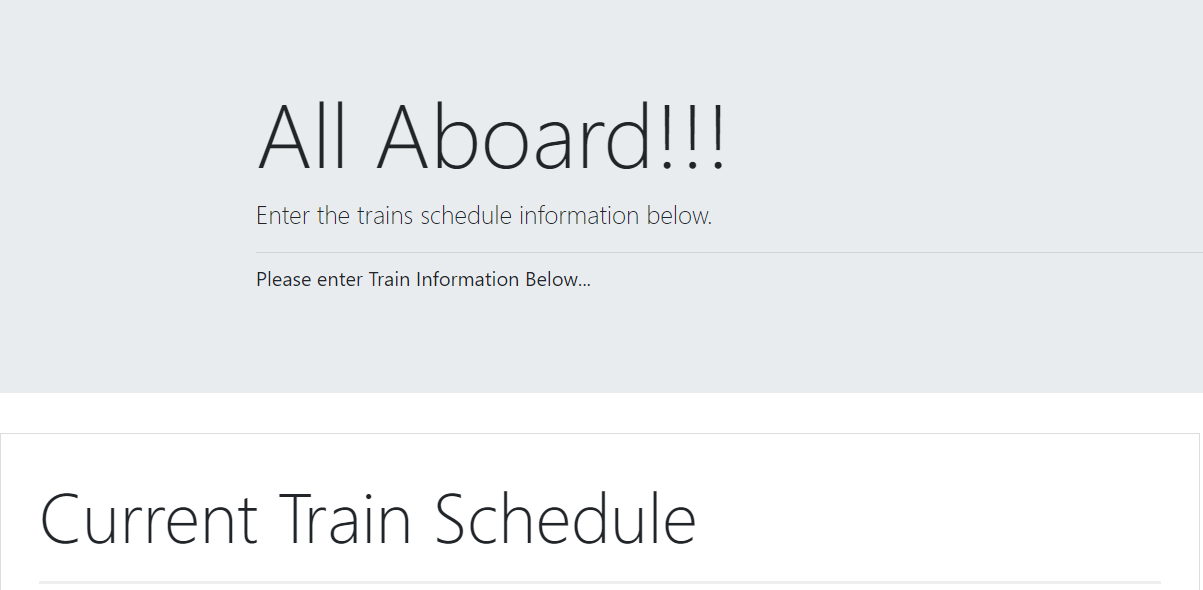 All Aboard!!!
Enter the trains schedule information below.
Please enter Train Information Below...
Current Train Schedule